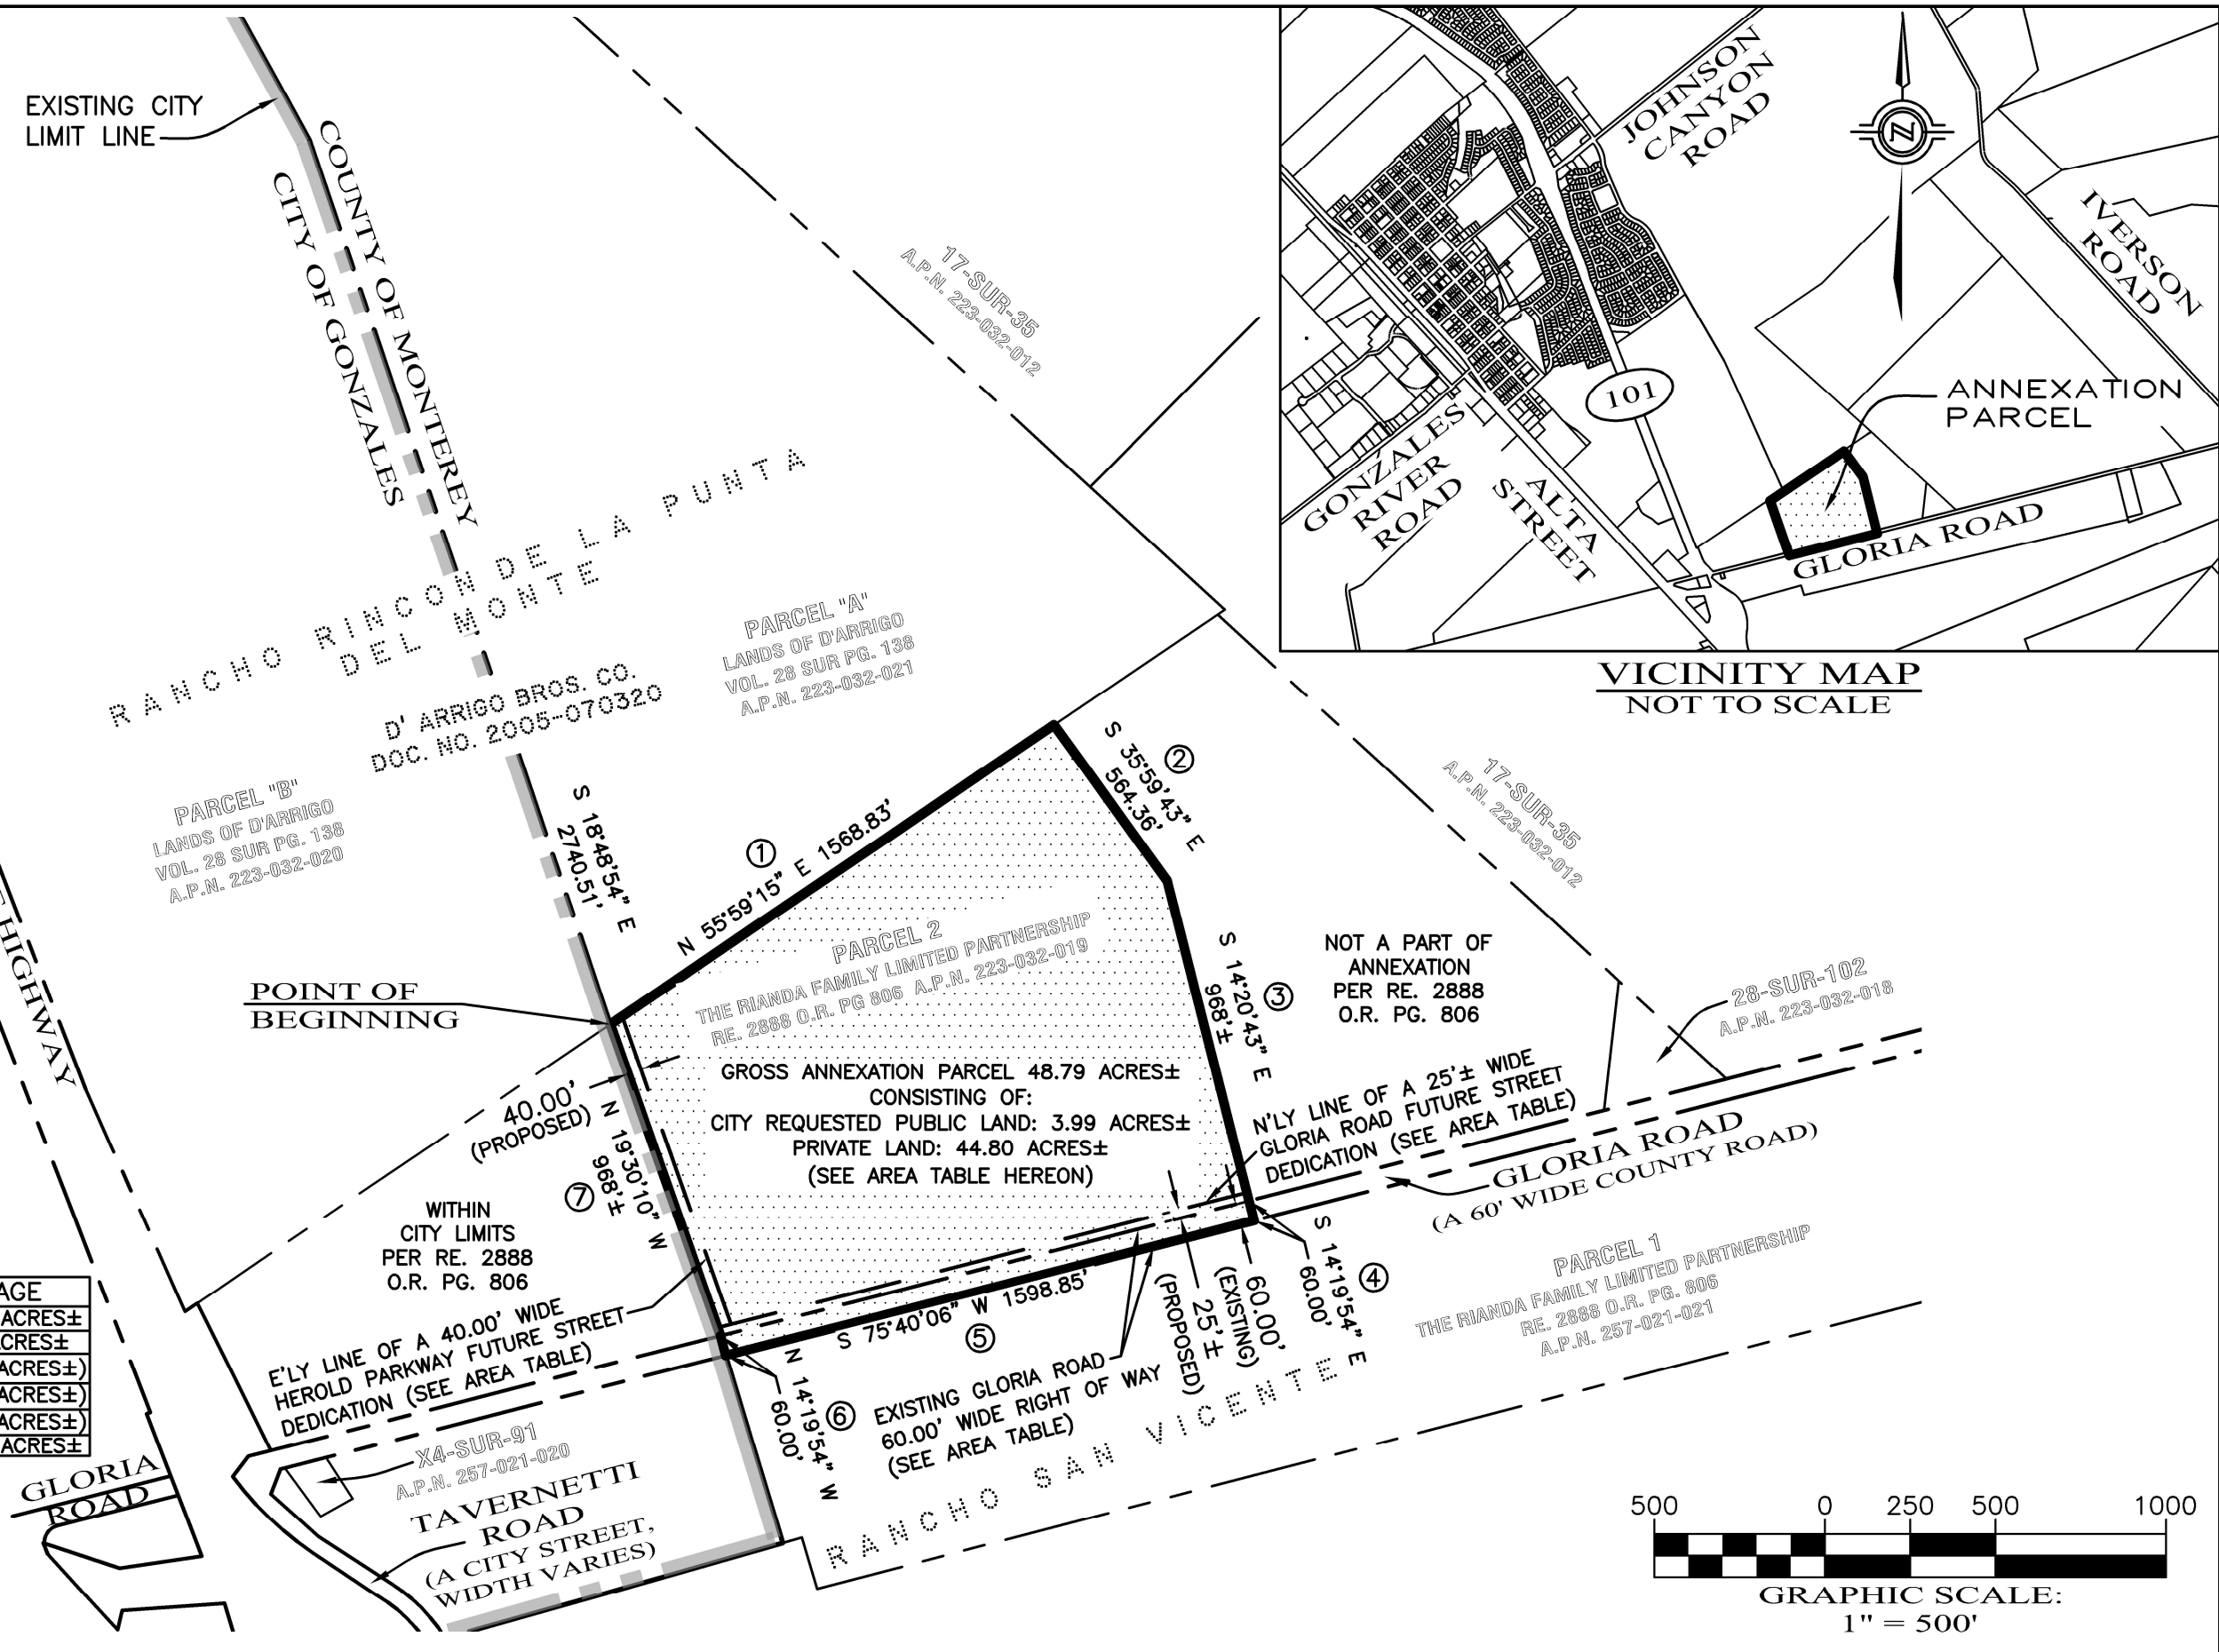 EXISTING CITY
LIMIT LINE
COUNTY OF MONTEREY
CITY OF GONZALES
17-SUR-35
A.P.N. 223-032-012
RANCHO RINCON DE LA PUNTA
DEL MONTE
D' ARRIGO BROS. CO.
DOC. NO. 2005-070320
PARCEL "A"
LANDS OF D'ARRIGO
VOL. 28 SUR PG. 138
A.P.N. 223-032-021
PARCEL "B"
LANDS OF D'ARRIGO
VOL. 28 SUR PG. 138
A.P.N. 223-032-020
S 18°48'54" E
2740.51'
1
N 55°59'15" E 1568.83'
2
S 35°59'43" E
564.36'
3
S 14°20'43" E
968'±
PARCEL 2
THE RIANDA FAMILY LIMITED PARTNERSHIP
RE. 2888 O.R. PG 806 A.P.N. 223-032-019
GROSS ANNEXATION PARCEL 48.79 ACRES±
CONSISTING OF:
CITY REQUESTED PUBLIC LAND: 3.99 ACRES±
PRIVATE LAND: 44.80 ACRES±
(SEE AREA TABLE HEREON)
POINT OF
BEGINNING
HIGHWAY
40.00'
(PROPOSED)
N 19°30'10" W
968'±
7
WITHIN
CITY LIMITS
PER RE. 2888
O.R. PG. 806
E'LY LINE OF A 40.00' WIDE
HEROLD PARKWAY FUTURE STREET
DEDICATION (SEE AREA TABLE)
NOT A PART OF
ANNEXATION
PER RE. 2888
O.R. PG. 806
17-SUR-35
A.P.N. 223-032-012
28-SUR-102
A.P.N. 223-032-018
N'LY LINE OF A 25'± WIDE
GLORIA ROAD FUTURE STREET
DEDICATION (SEE AREA TABLE)
GLORIA ROAD
(A 60' WIDE COUNTY ROAD)
S 14°19'54" E
60.00'
4
60.00'
(EXISTING)
25'±
(PROPOSED)
S 75°40'06" W 1598.85'
5
N 14°19'54" W
60.00'
6
EXISTING GLORIA ROAD
60.00' WIDE RIGHT OF WAY
(SEE AREA TABLE)
RANCHO SAN VICENTE
PARCEL 1
THE RIANDA FAMILY LIMITED PARTNERSHIP
RE. 2888 O.R. PG. 806
A.P.N. 257-021-021
X4-SUR-91
A.P.N. 257-021-020
TAVERNETTI
ROAD
(A CITY STREET,
WIDTH VARIES)
GLORIA
ROAD
AGE
ACRES±
ACRES±
ACRES±)
ACRES±)
ACRES±)
ACRES±
JOHNSON
CANYON
ROAD
N
IVERSON
ROAD
101
ANNEXATION
PARCEL
GONZALES
RIVER
ROAD
ALTA
STREET
GLORIA ROAD
VICINITY MAP
NOT TO SCALE
500 0 250 500 1000
GRAPHIC SCALE:
1" = 500'